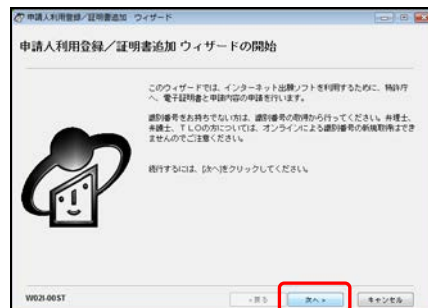 申請人利用登録／証明書追加 ウィザード
申請人利用登録／証明書追加 ウィザードの開始
このウィザードでは、インターネット出願ソフトを利用するために、特許庁
へ、電子証明書と申請内容の申請を行います。
識別番号をお持ちでない方は、識別番号の取得から行ってください。弁理士、
弁護士、TLOの方については、オンラインによる識別番号の新規取得はでき
ませんのでご注意ください。
続行するには、[次へ]をクリックしてください。
W021-00ST
«戻る
次へ»
キャンセル